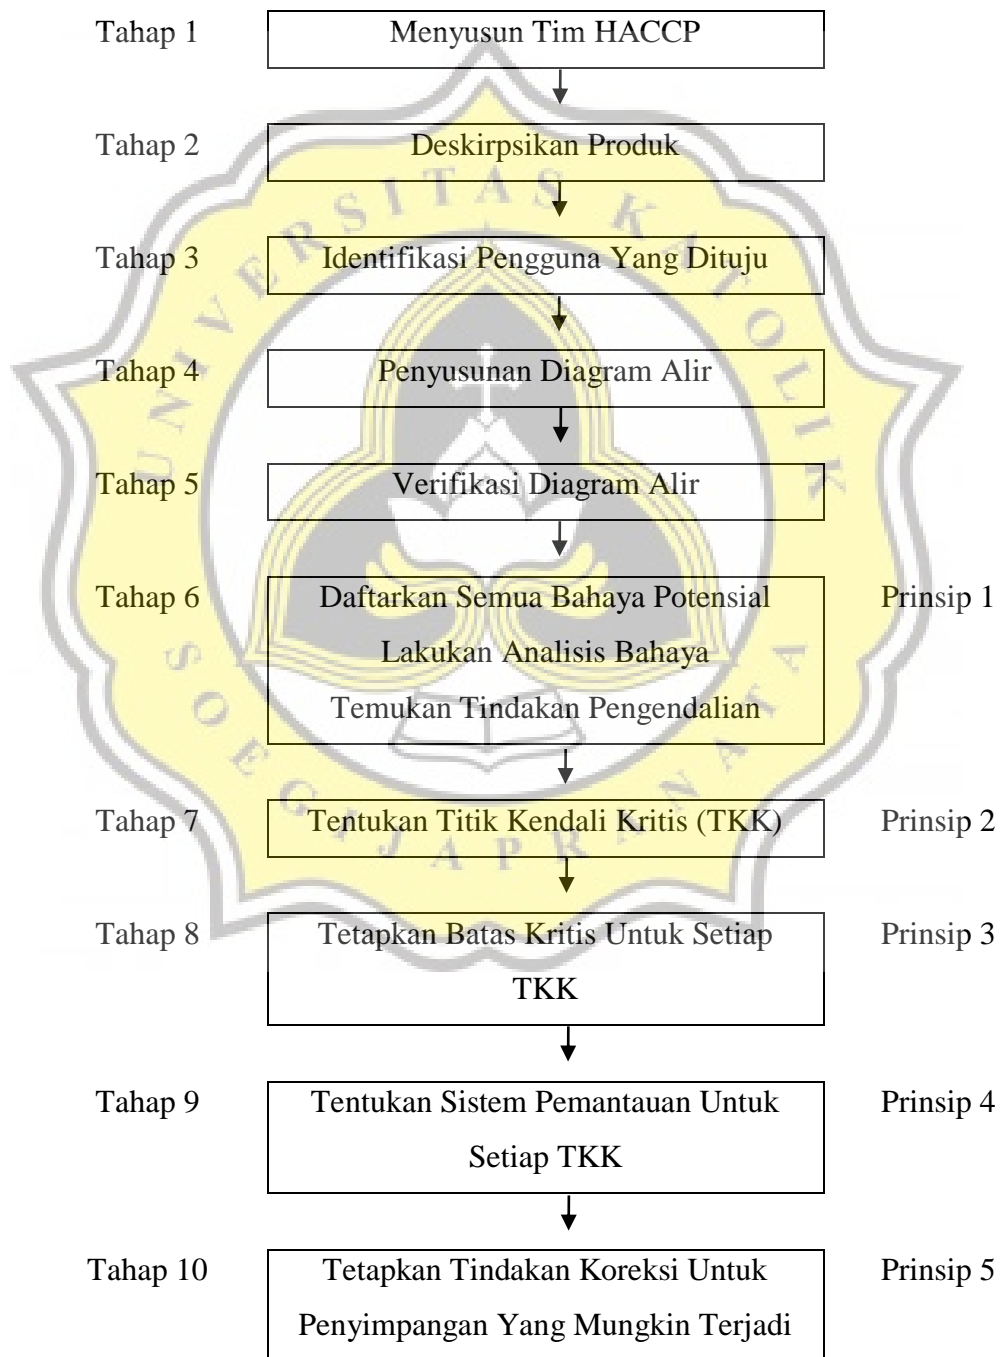 Tahap 1 Menyusun Tim HACCP
Tahap 2 Deskirpsikan Produk
Tahap 3 Identifikasi Pengguna Yang Dituju
Tahap 4 Penyusunan Diagram Alir
Tahap 5 Verifikasi Diagram Alir
Tahap 6 Daftarkan Semua Bahaya Potensial Prinsip 1
Lakukan Analisis Bahaya
Temukan Tindakan Pengendalian
Tahap 7 Tentukan Titik Kendali Kritis (TKK) Prinsip 2
Tahap 8 Tetapkan Batas Kritis Untuk Setiap Prinsip 3
TKK
Tahap 9 Tentukan Sistem Pemantauan Untuk Prinsip 4
Setiap TKK
Tahap 10 Tetapkan Tindakan Koreksi Untuk Prinsip 5
Penyimpangan Yang Mungkin Terjadi
UNIVERSITAS KATOLIK
SOEGIJAPRANATA